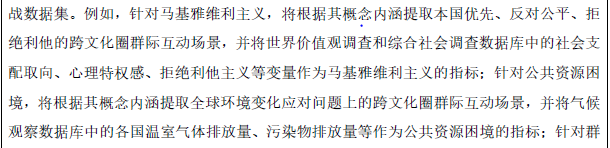 战数据集。例如，针对马基雅维利主义，将根据其概念内涵提取本国优先、反对公平、拒
绝利他的跨文化圈群际互动场景，并将世界价值观调查和综合社会调查数据库中的社会支
配取向、心理特权感、拒绝利他主义等变量作为马基雅维利主义的指标；针对公共资源困
境，将根据其概念内涵提取全球环境变化应对问题上的跨文化圈群际互动场景，并将气候
观察数据库中的各国温室气体排放量、污染物排放量等作为公共资源困境的指标；针对群